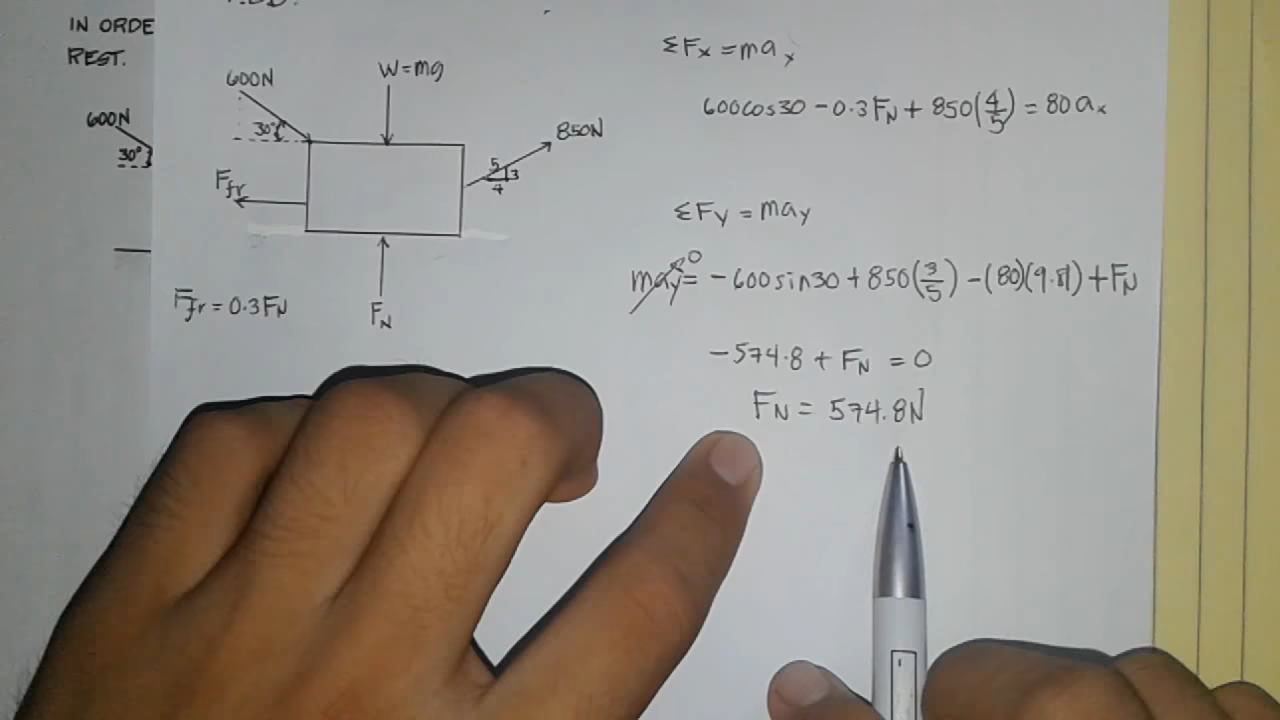 IN ORDE
REST.
600N
30°
600N
30°
W=mg
850N
5
3
4
Ffr
FN
Ffr = 0.3FN
ΣFx = max
600cos30 - 0.3FN + 850(4/5) = 80ax
ΣFy = may
may = 0 - 600sin30 + 850(3/5) - (80)(9.81) + FN
-574.8 + FN = 0
FN = 574.8N